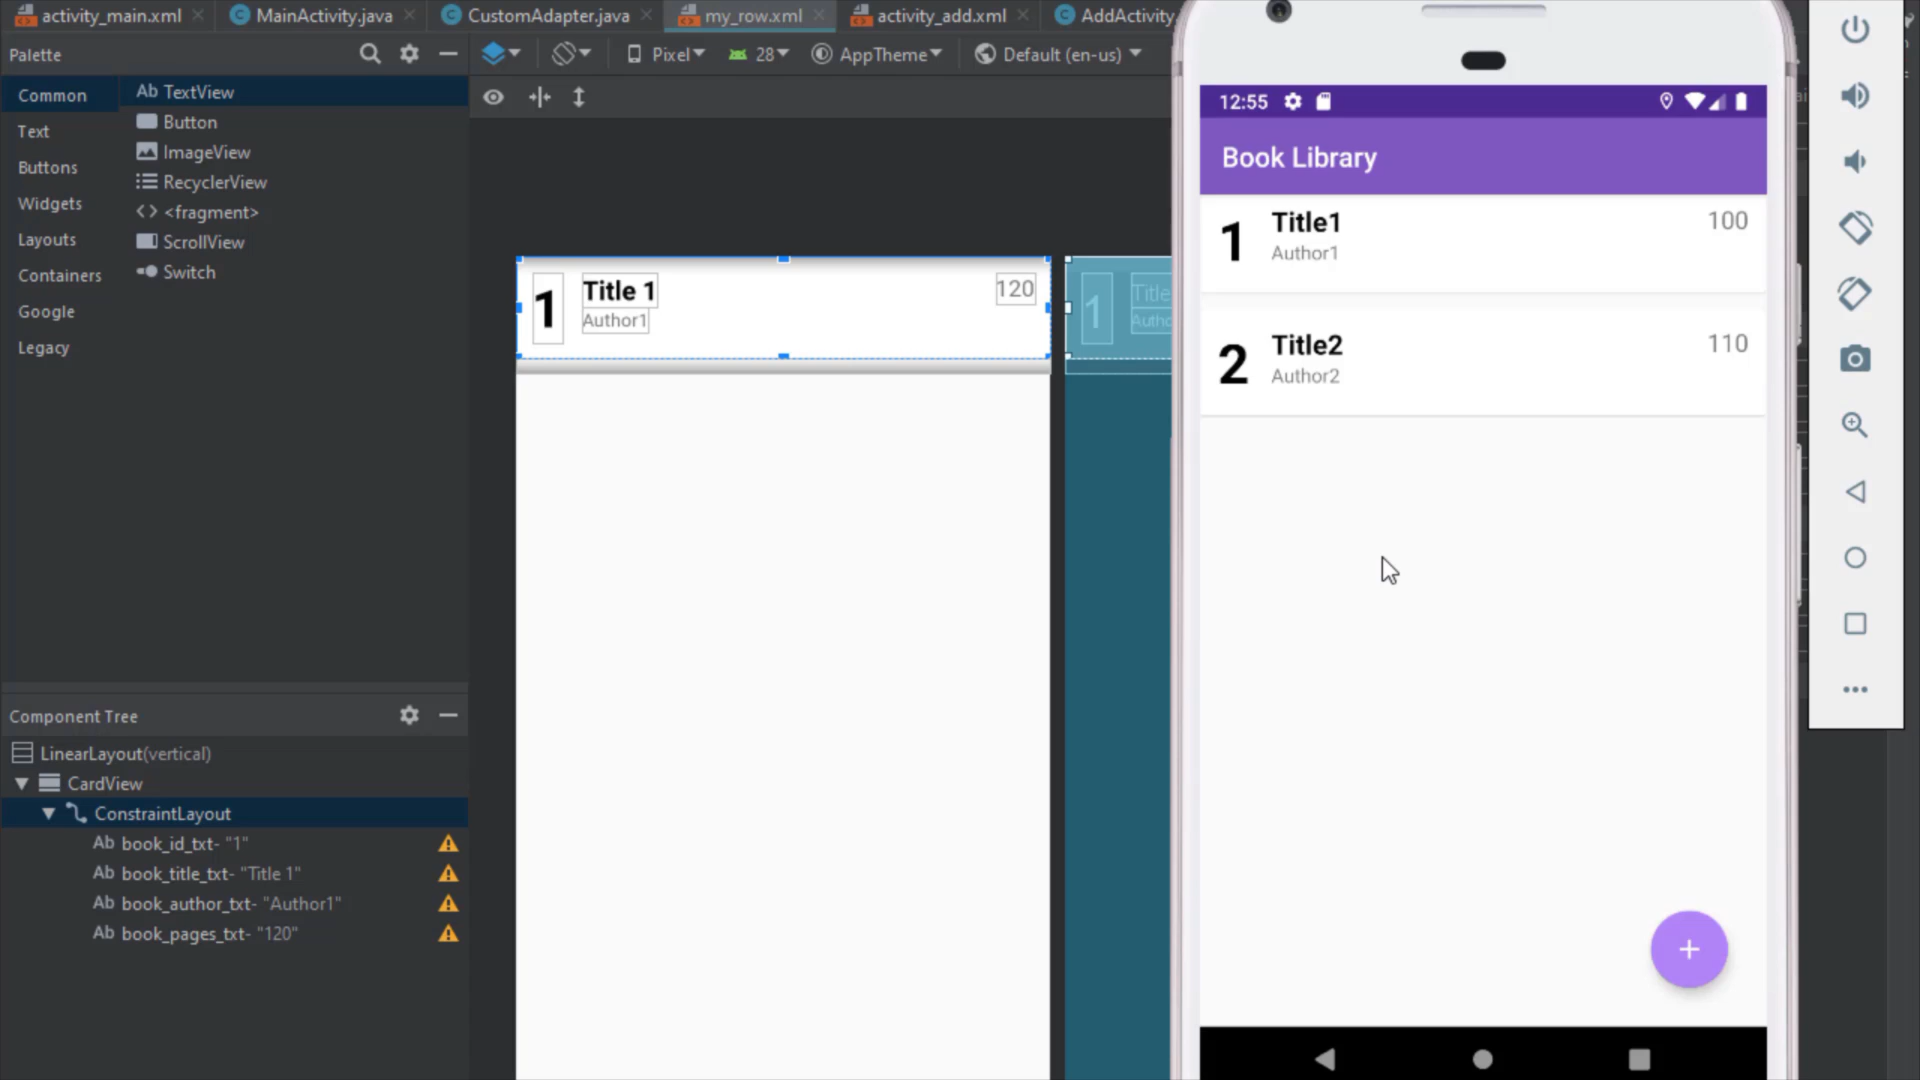 activity_main.xml
MainActivity.java
CustomAdapter.java
my_row.xml
activity_add.xml
AddActivity.
Palette
Pixel
28
AppTheme
Default (en-us)
Common
Text
Buttons
Widgets
Layouts
Containers
Google
Legacy
Ab TextView
Button
ImageView
RecyclerView
<> <fragment>
ScrollView
Switch
1
Title 1
Author1
120
1
Title
Autho
Component Tree
LinearLayout(vertical)
CardView
ConstraintLayout
Ab book_id_txt- "1"
Ab book_title_txt- "Title 1"
Ab book_author_txt- "Author1"
Ab book_pages_txt- "120"
12:55
Book Library
1
Title1
Author1
100
2
Title2
Author2
110